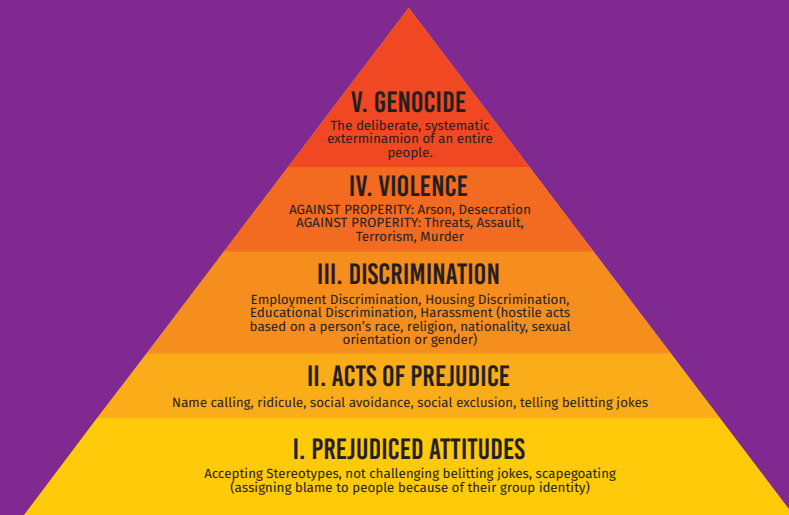 V. GENOCIDE
The deliberate, systematic
exterminamion of an entire
people.
IV. VIOLENCE
AGAINST PROPERITY: Arson, Desecration
AGAINST PROPERITY: Threats, Assault,
Terrorism, Murder
III. DISCRIMINATION
Employment Discrimination, Housing Discrimination,
Educational Discrimination, Harassment (hostile acts
based on a person's race, religion, nationality, sexual
orientation or gender)
II. ACTS OF PREJUDICE
Name calling, ridicule, social avoidance, social exclusion, telling belitting jokes
I. PREJUDICED ATTITUDES
Accepting Stereotypes, not challenging belitting jokes, scapegoating
(assigning blame to people because of their group identity)